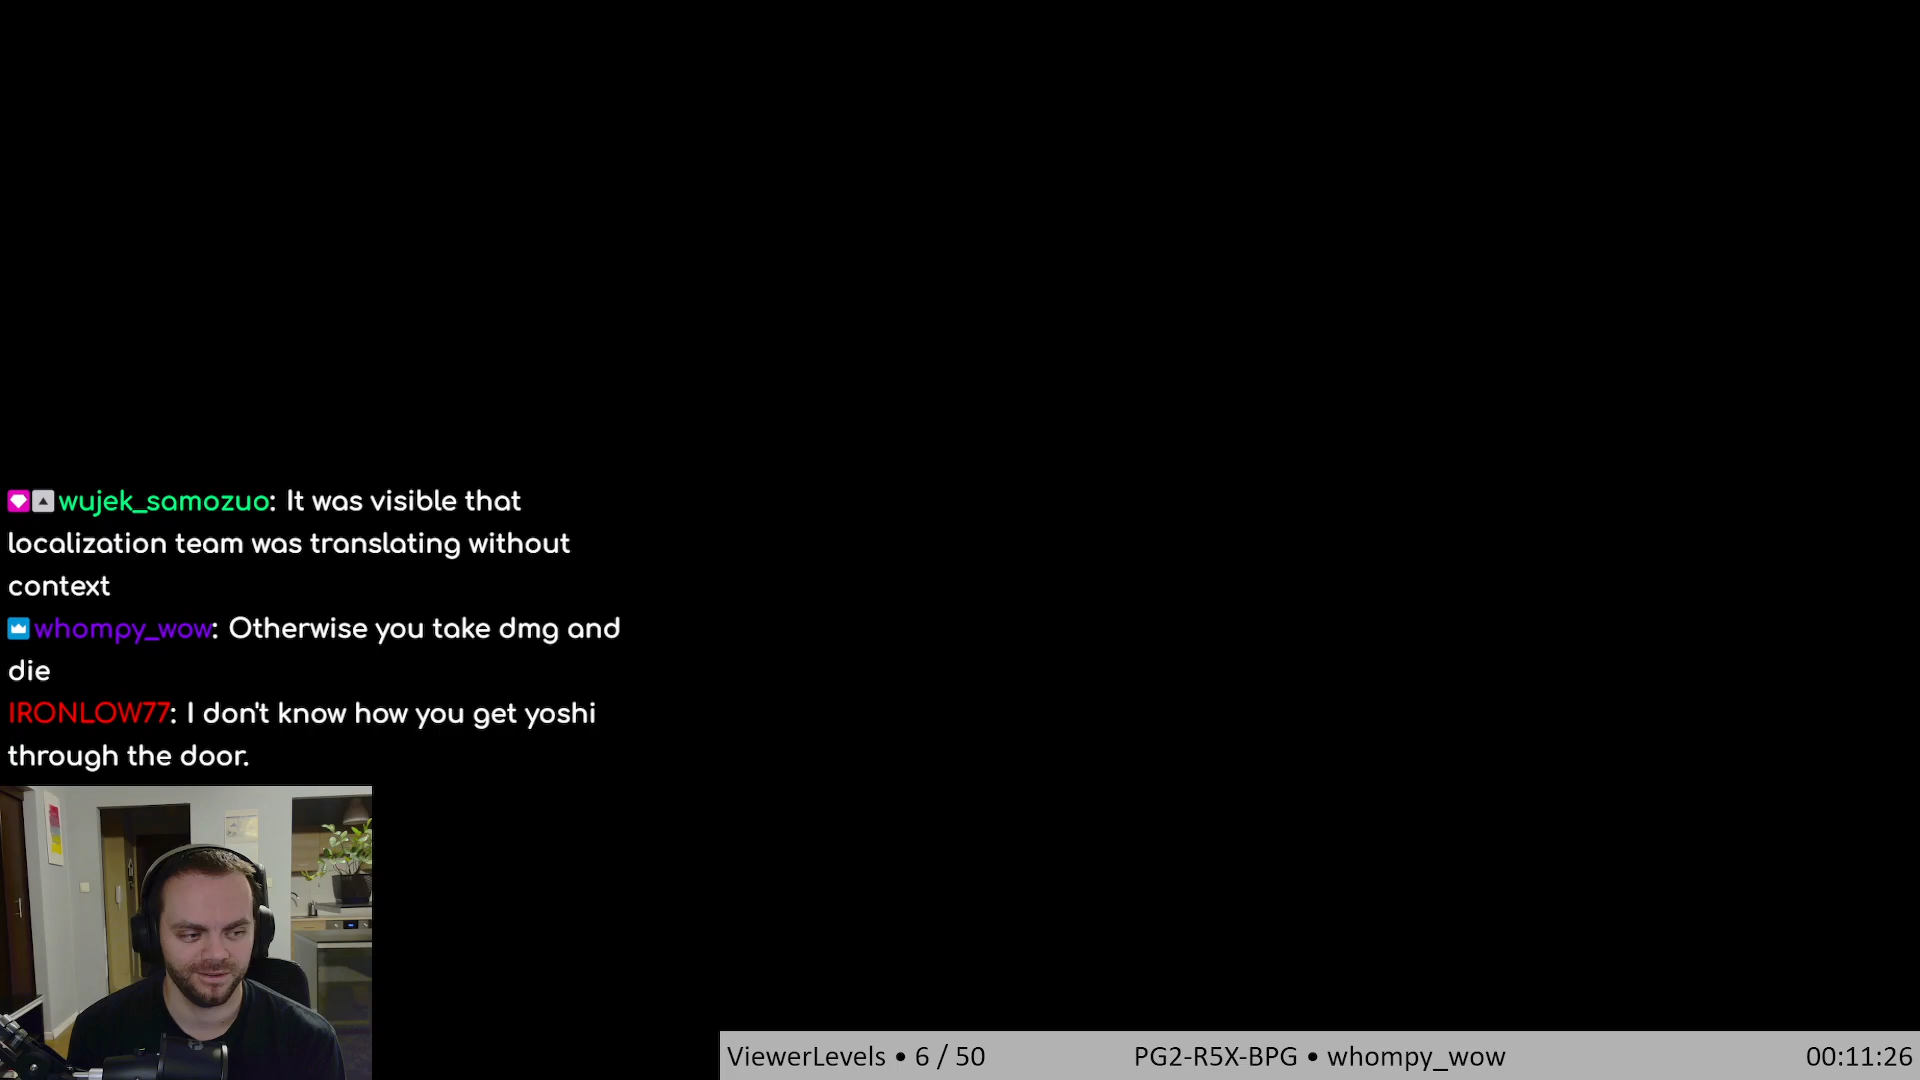 wujek_samozuo: It was visible that
localization team was translating without
context
whompy_wow: Otherwise you take dmg and
die
IRONLOW77: I don't know how you get yoshi
through the door.
ViewerLevels • 6 / 50 PG2-R5X-BPG • whompy_wow 00:11:26